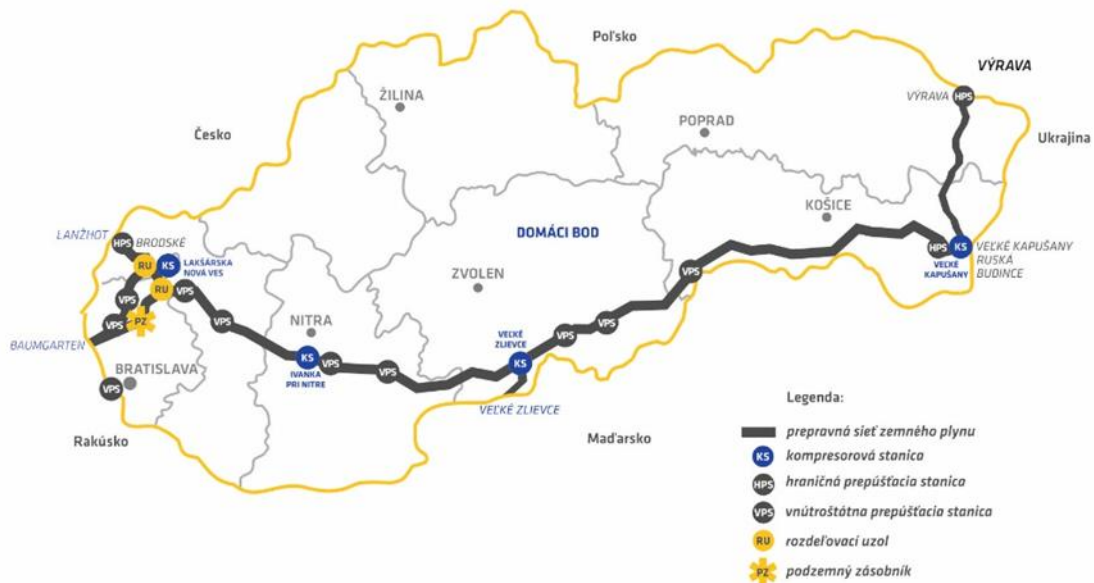 Poľsko
VÝRAVA
VÝRAVA
HPS
ŽILINA
Česko
POPRAD
Ukrajina
KOŠICE
LANŽHOT
HPS
BRODSKÉ
DOMÁCI BOD
RU
KS
LAKŠÁRSKA
NOVÁ VES
HPS
KS
VEĽKÉ
KAPUŠANY
VEĽKÉ KAPUŠANY
RUSKÁ
BUDINCE
ZVOLEN
VPS
RU
VPS
VPS
VPS
PZ
VPS
NITRA
VPS
VPS
BAUMGARTEN
KS
IVANKA
PRI NITRE
VPS
VPS
VEĽKÉ
ZLIEVCE
KS
BRATISLAVA
VPS
VEĽKÉ ZLIEVCE
Rakúsko
Maďarsko
Legenda:
prepravná sieť zemného plynu
KS kompresorová stanica
HPS hraničná prepúšťacia stanica
VPS vnútroštátna prepúšťacia stanica
RU rozdeľovací uzol
PZ podzemný zásobník